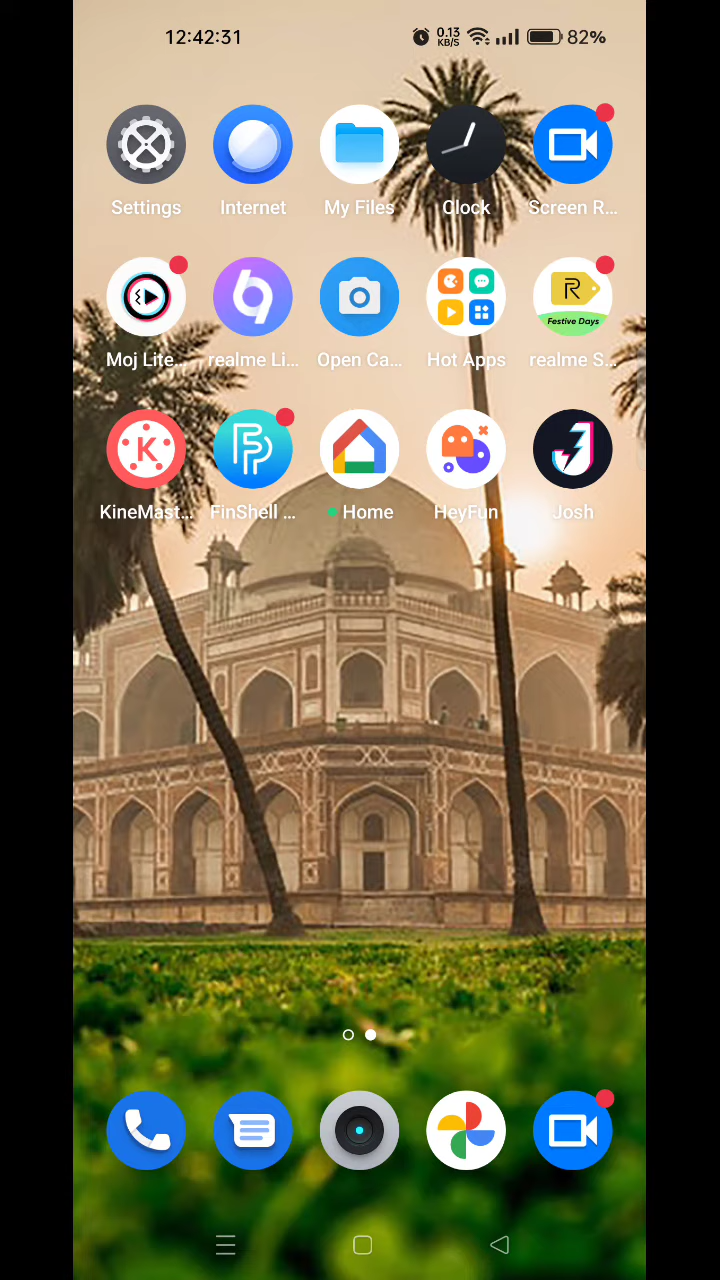 12:42:31
0.13
KB/S
82%
Settings Internet My Files Clock Screen R...
R
Festive Days
Moj Lite... realme Li... Open Ca... Hot Apps realme S...
K
KineMast... FinShell ... Home HeyFun Josh